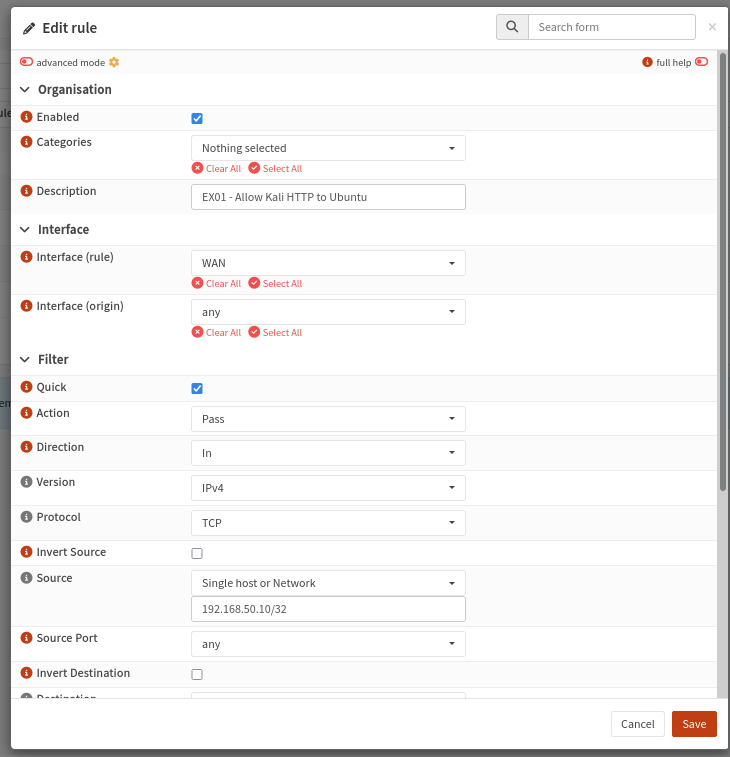 Edit rule
Search form
×
advanced mode
full help
Organisation
Enabled
Categories
Nothing selected
Clear All Select All
Description
EX01 - Allow Kali HTTP to Ubuntu
Interface
Interface (rule)
WAN
Clear All Select All
Interface (origin)
any
Clear All Select All
Filter
Quick
Action
Pass
Direction
In
Version
IPv4
Protocol
TCP
Invert Source
Source
Single host or Network
192.168.50.10/32
Source Port
any
Invert Destination
Destination
Cancel
Save